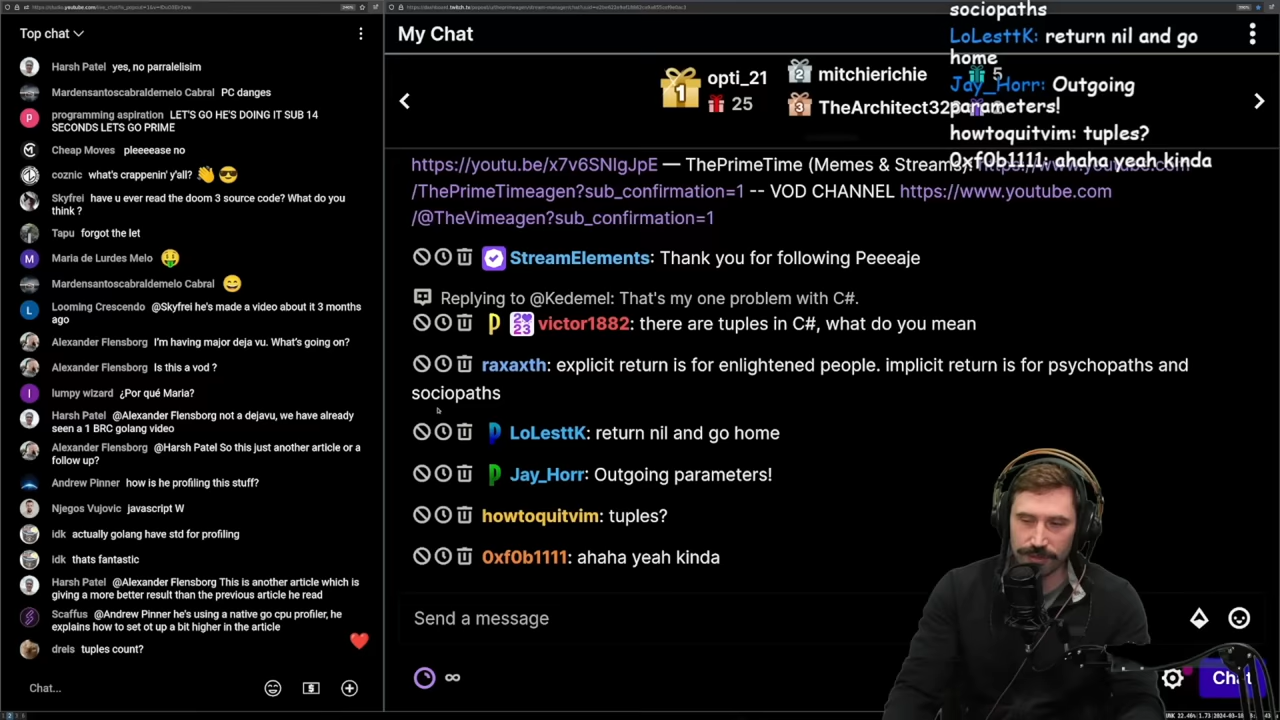 Top chat
Harsh Patel yes, no parralelisim
Mardensantoscabraldemelo Cabral PC danges
programming aspiration LET'S GO HE'S DOING IT SUB 14
SECONDS LETS GO PRIME
Cheap Moves pleeeease no
coznic what's crappenin' y'all? 👋 😎
Skyfrei have u ever read the doom 3 source code? What do you
think ?
Tapu forgot the let
Maria de Lurdes Melo 🤑
Mardensantoscabraldemelo Cabral 😄
Looming Crescendo @Skyfrei he's made a video about it 3 months
ago
Alexander Flensborg I'm having major deja vu. What's going on?
Alexander Flensborg Is this a vod ?
lumpy wizard ¿Por qué Maria?
Harsh Patel @Alexander Flensborg not a dejavu, we have already
seen a 1 BRC golang video
Alexander Flensborg @Harsh Patel So this just another article or a
follow up?
Andrew Pinner how is he profiling this stuff?
Njegos Vujovic javascript W
idk actually golang have std for profiling
idk thats fantastic
Harsh Patel @Alexander Flensborg This is another article which is
giving a more better result than the previous article he read
Scaffus @Andrew Pinner he's using a native go cpu profiler, he
explains how to set ot up a bit higher in the article
dreis tuples count?
Chat...
My Chat
1 opti_21
25
2 mitchierichie
5
3 TheArchitect32
https://youtu.be/x7v6SNIgJpE — ThePrimeTime (Memes & Streams): https://www.youtube.com
/ThePrimeTimeagen?sub_confirmation=1 -- VOD CHANNEL https://www.youtube.com
/@TheVimeagen?sub_confirmation=1
StreamElements: Thank you for following Peeeaje
Replying to @Kedemel: That's my one problem with C#.
victor1882: there are tuples in C#, what do you mean
raxaxth: explicit return is for enlightened people. implicit return is for psychopaths and
sociopaths
LoLesttK: return nil and go home
Jay_Horr: Outgoing parameters!
howtoquitvim: tuples?
0xf0b1111: ahaha yeah kinda
Send a message
∞
Chat
sociopaths
LoLesttK: return nil and go
home
Jay_Horr: Outgoing
parameters!
howtoquitvim: tuples?
0xf0b1111: ahaha yeah kinda